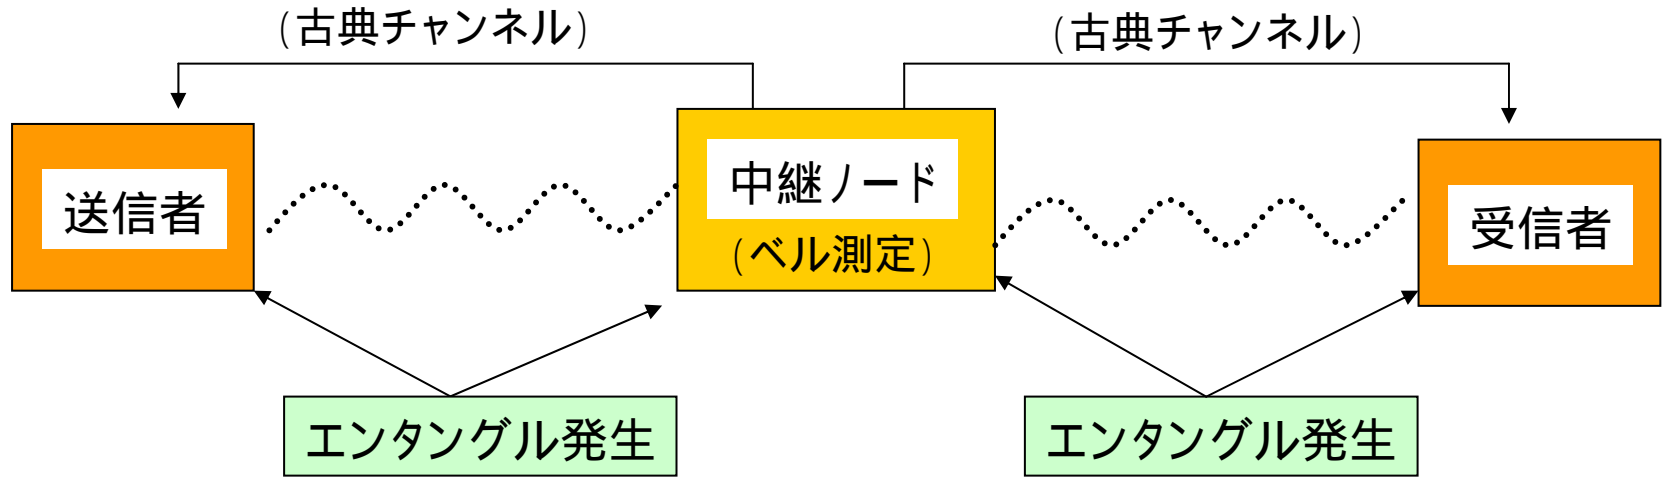 (古典チャンネル)
(古典チャンネル)
送信者
中継ノード
(ベル測定)
受信者
エンタングル発生
エンタングル発生